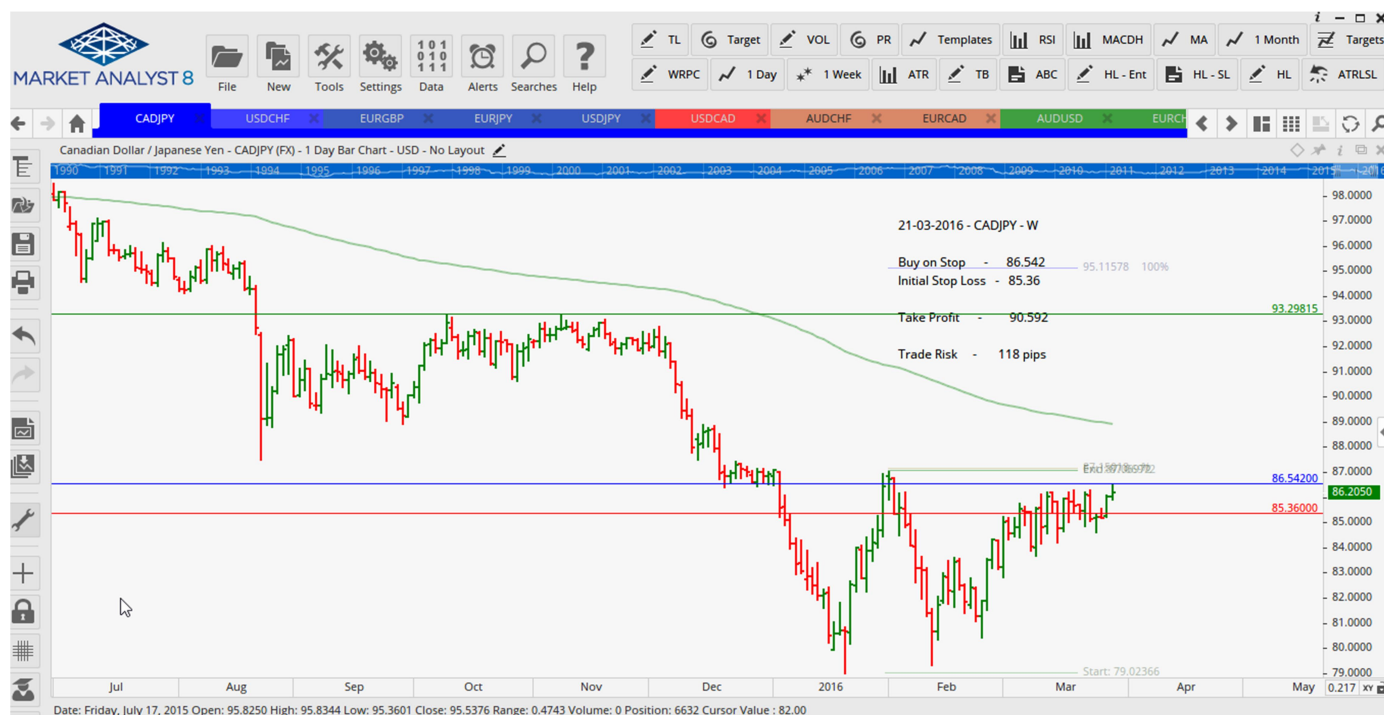 i
MARKET ANALYST 8
File New Tools Settings Data Alerts Searches Help
101
010
111
TL Target VOL PR Templates RSI MACDH MA 1 Month Targets
WRPC 1 Day 1 Week ATR TB ABC HL - Ent HL - SL HL ATRLSL
CADJPY USDCHF EURGBP EURJPY USDJPY USDCAD AUDCHF EURCAD AUDUSD EURCH
Canadian Dollar / Japanese Yen - CADJPY (FX) - 1 Day Bar Chart - USD - No Layout
1990 1991 1992 1993 1994 1995 1996 1997 1998 1999 2000 2001 2002 2003 2004 2005 2006 2007 2008 2009 2010 2011 2012 2013 2014 2015 2016
98.0000
97.0000
96.0000
95.0000
94.0000
93.0000
92.0000
91.0000
90.0000
89.0000
88.0000
87.0000
86.2050
85.0000
84.0000
83.0000
82.0000
81.0000
80.0000
79.0000
21-03-2016 - CADJPY - W
Buy on Stop - 86.542
95.11578 100%
Initial Stop Loss - 85.36
93.29815
Take Profit - 90.592
Trade Risk - 118 pips
86.54200
85.36000
Start: 79.02366
Jul Aug Sep Oct Nov Dec 2016 Feb Mar Apr May 0.217 XY
Date: Friday, July 17, 2015 Open: 95.8250 High: 95.8344 Low: 95.3601 Close: 95.5376 Range: 0.4743 Volume: 0 Position: 6632 Cursor Value : 82.00